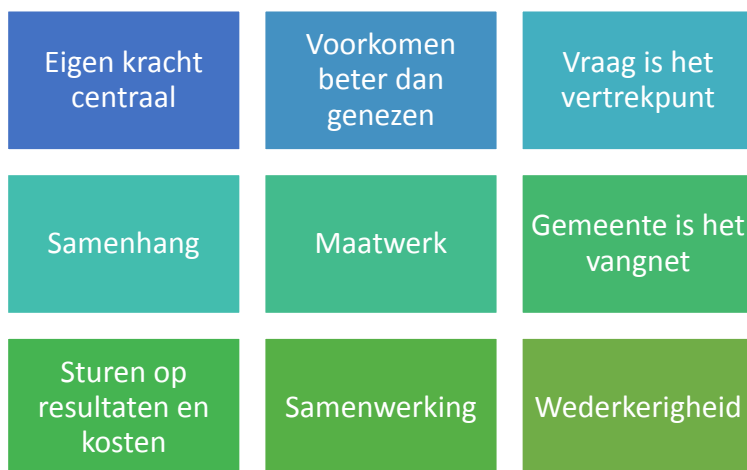 Eigen kracht
centraal
Voorkomen
beter dan
genezen
Vraag is het
vertrekpunt
Samenhang
Maatwerk
Gemeente is het
vangnet
Sturen op
resultaten en
kosten
Samenwerking
Wederkerigheid